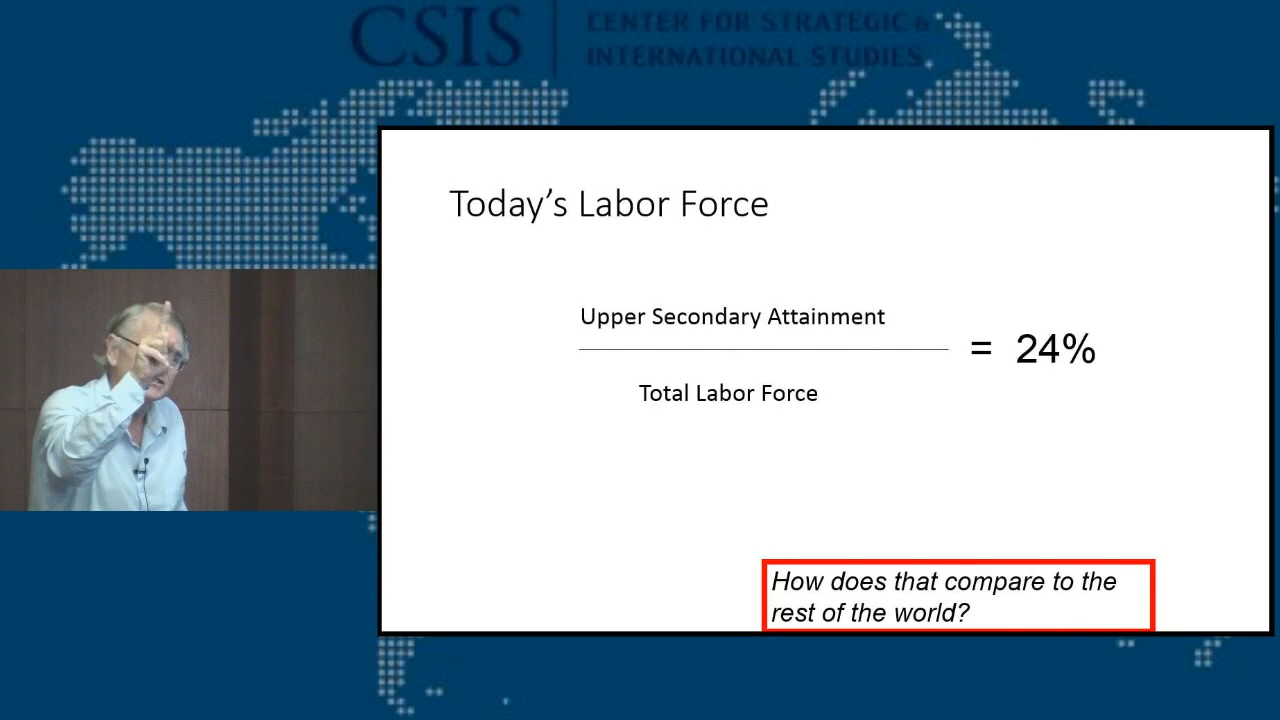 CSIS
CENTER FOR STRATEGIC &
INTERNATIONAL STUDIES
Today’s Labor Force
Upper Secondary Attainment
= 24%
Total Labor Force
How does that compare to the
rest of the world?